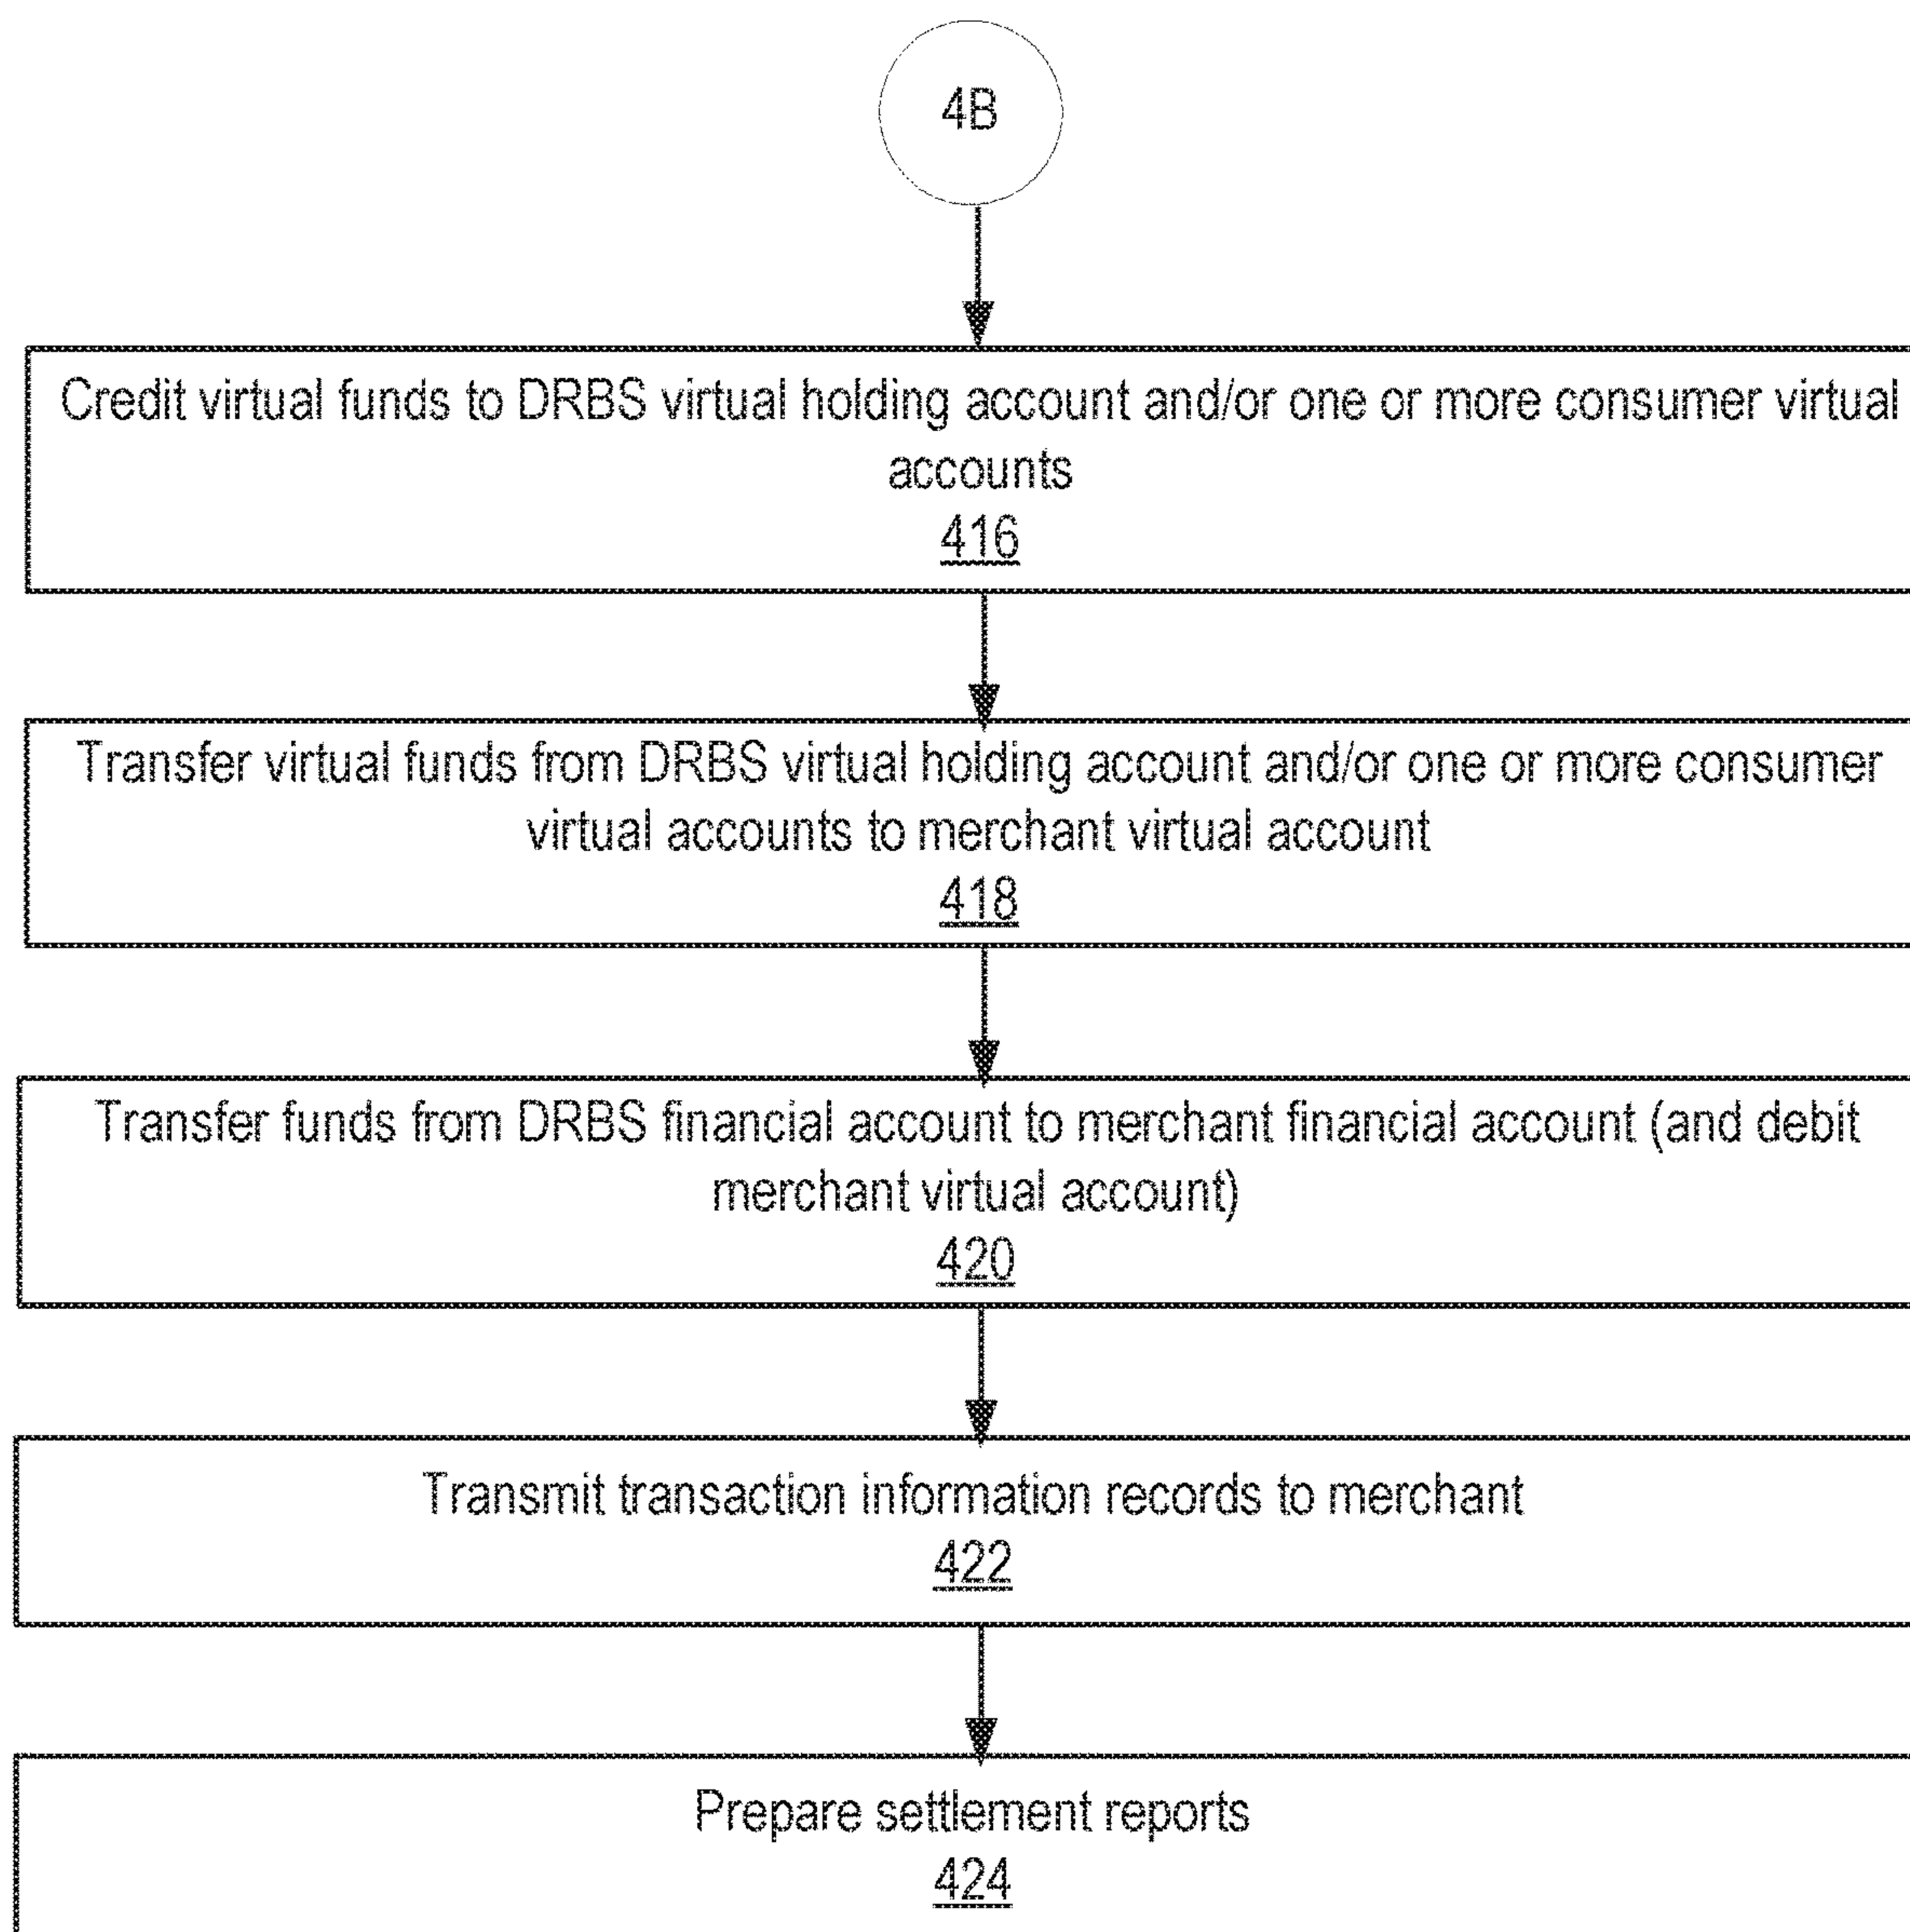 4B
Credit virtual funds to DRBS virtual holding account and/or one or more consumer virtual
accounts
416
Transfer virtual funds from DRBS virtual holding account and/or one or more consumer
virtual accounts to merchant virtual account
418
Transfer funds from DRBS financial account to merchant financial account (and debit
merchant virtual account)
420
Transmit transaction information records to merchant
422
Prepare settlement reports
424